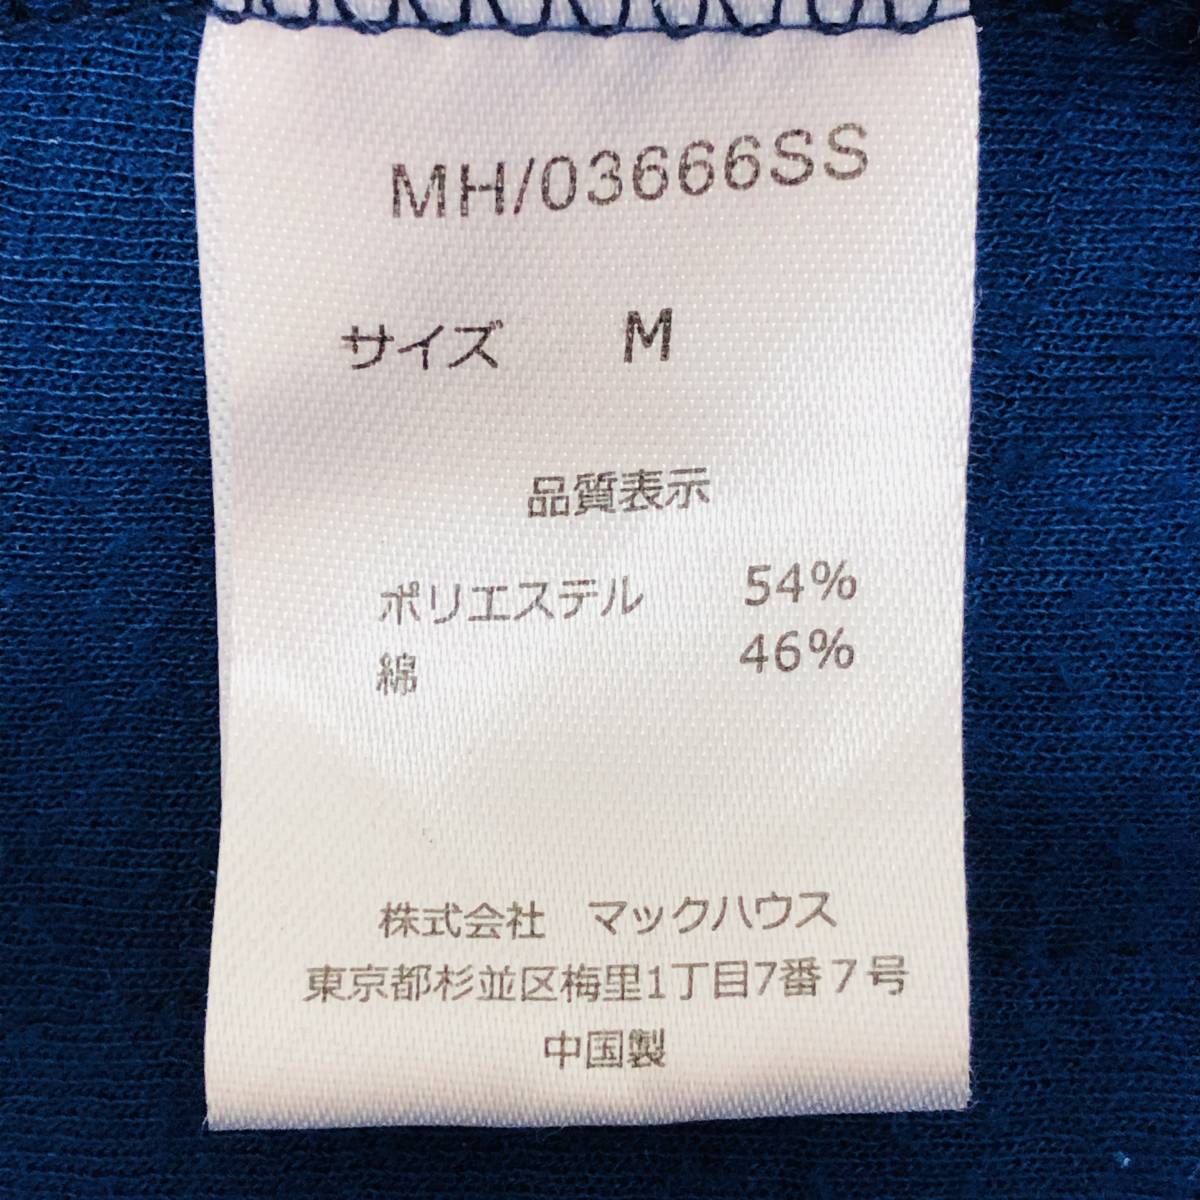 MH/03666SS
サイズ M
品質表示
ポリエステル 54%
綿 46%
株式会社 マックハウス
東京都杉並区梅里1丁目7番７号
中国製